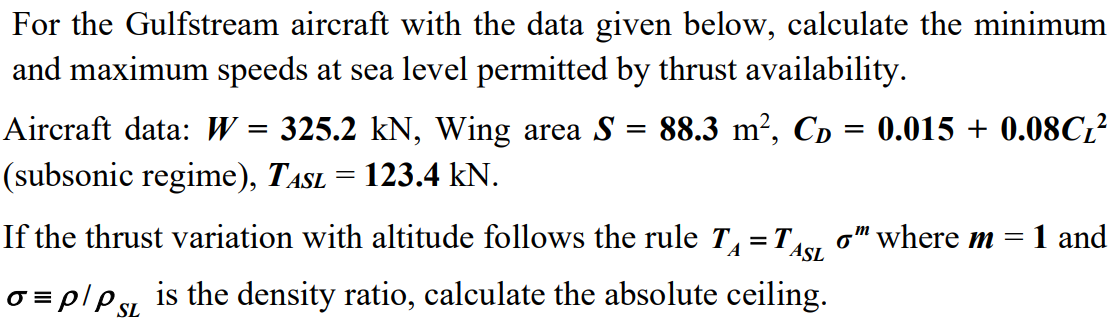 For the Gulfstream aircraft with the data given below, calculate the minimum
and maximum speeds at sea level permitted by thrust availability.
Aircraft data: W = 325.2 kN, Wing area S = 88.3 m², C_D = 0.015 + 0.08C_L²
(subsonic regime), T_ASL = 123.4 kN.
If the thrust variation with altitude follows the rule T_A = T_ASL σ^m where m = 1 and
σ ≡ ρ/ρ_SL is the density ratio, calculate the absolute ceiling.